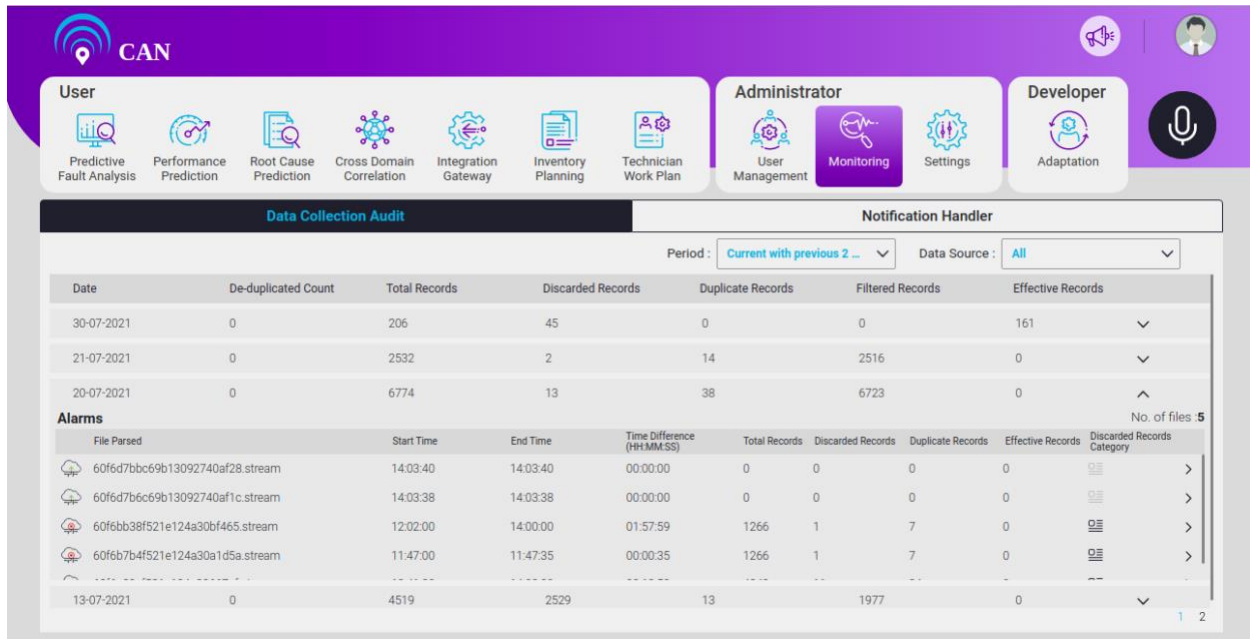 CAN
User
Administrator
Developer
Predictive Fault Analysis
Performance Prediction
Root Cause Prediction
Cross Domain Correlation
Integration Gateway
Inventory Planning
Technician Work Plan
User Management
Monitoring
Settings
Adaptation
Data Collection Audit
Notification Handler
Period : Current with previous 2 ... Data Source : All
Date De-duplicated Count Total Records Discarded Records Duplicate Records Filtered Records Effective Records
30-07-2021 0 206 45 0 0 161
21-07-2021 0 2532 2 14 2516 0
20-07-2021 0 6774 13 38 6723 0
Alarms No. of files :5
File Parsed Start Time End Time Time Difference (HH:MM:SS) Total Records Discarded Records Duplicate Records Effective Records Discarded Records Category
60f6d7bbc69b13092740af28.stream 14:03:40 14:03:40 00:00:00 0 0 0 0
60f6d7b6c69b13092740af1c.stream 14:03:38 14:03:38 00:00:00 0 0 0 0
60f6bb38f521e124a30bf465.stream 12:02:00 14:00:00 01:57:59 1266 1 7 0
60f6b7b4f521e124a30a1d5a.stream 11:47:00 11:47:35 00:00:35 1266 1 7 0
13-07-2021 0 4519 2529 13 1977 0
1 2